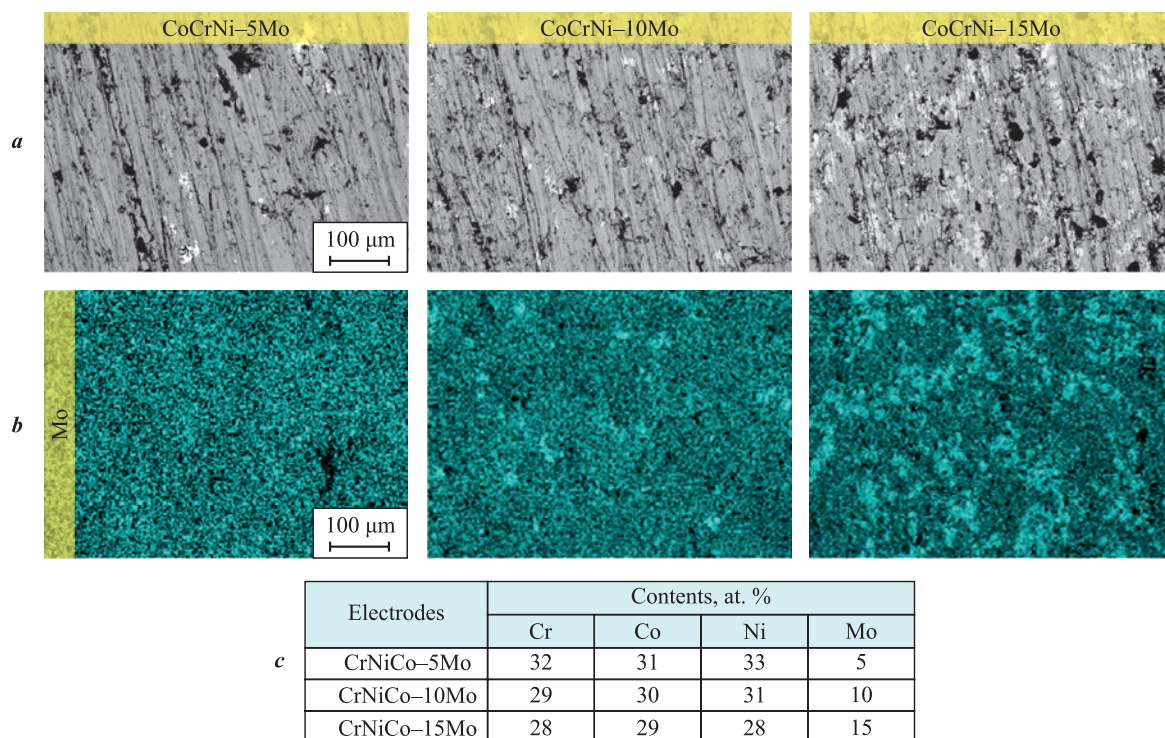 CoCrNi–5Mo CoCrNi–10Mo CoCrNi–15Mo
a
100 μm
Mo
b
100 μm
Electrodes Contents, at. %
Cr Co Ni Mo
c
CrNiCo–5Mo 32 31 33 5
CrNiCo–10Mo 29 30 31 10
CrNiCo–15Mo 28 29 28 15